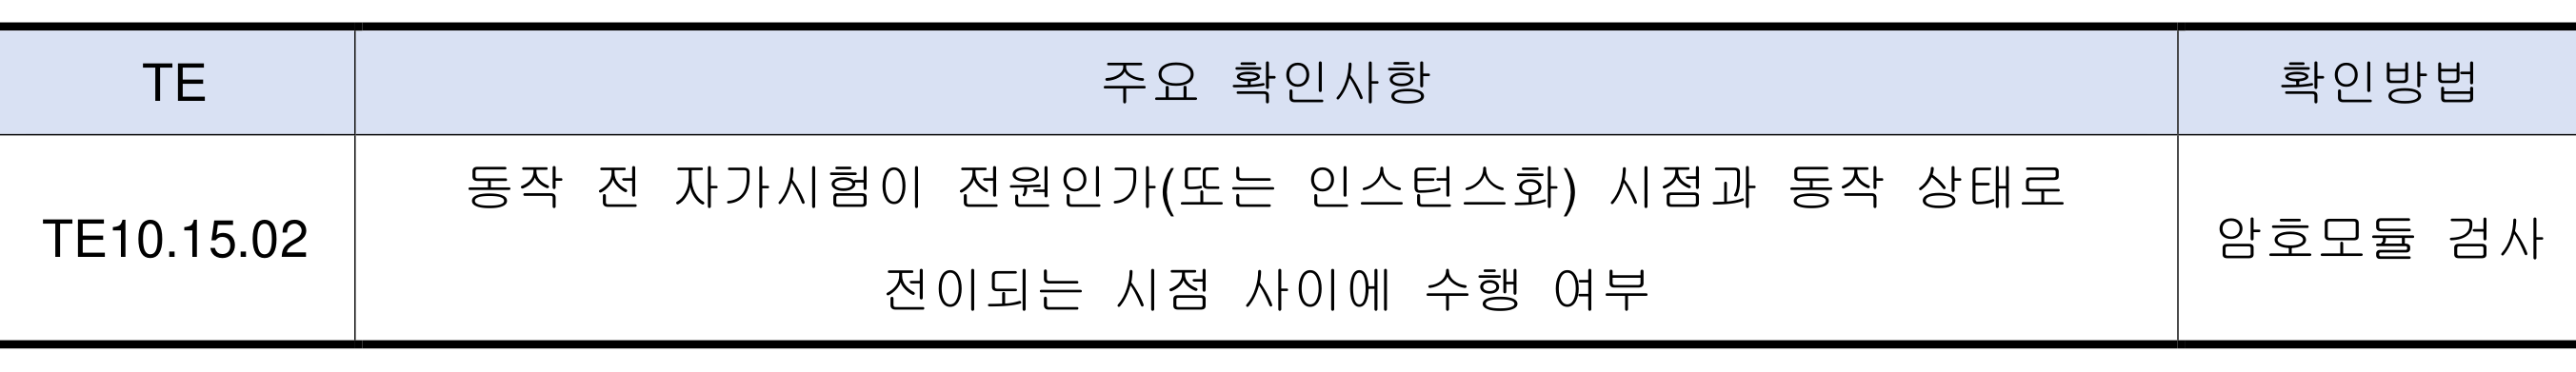 TE 주요 확인사항 확인방법
동작 전 자가시험이 전원인가(또는 인스턴스화) 시점과 동작 상태로
TE10.15.02 암호모듈 검사
전이되는 시점 사이에 수행 여부